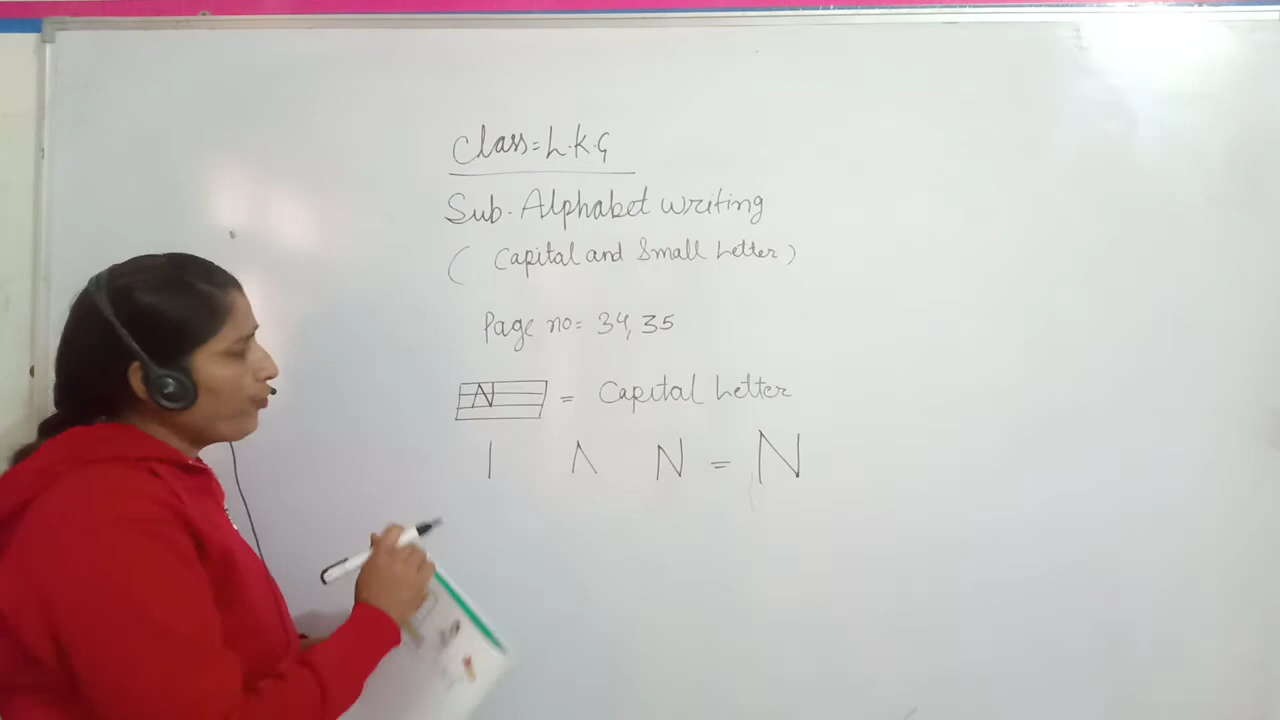 Class = L.K.G
Sub. Alphabet writing
( Capital and Small Letter )
Page no = 34, 35
N = Capital Letter
| Λ N = N